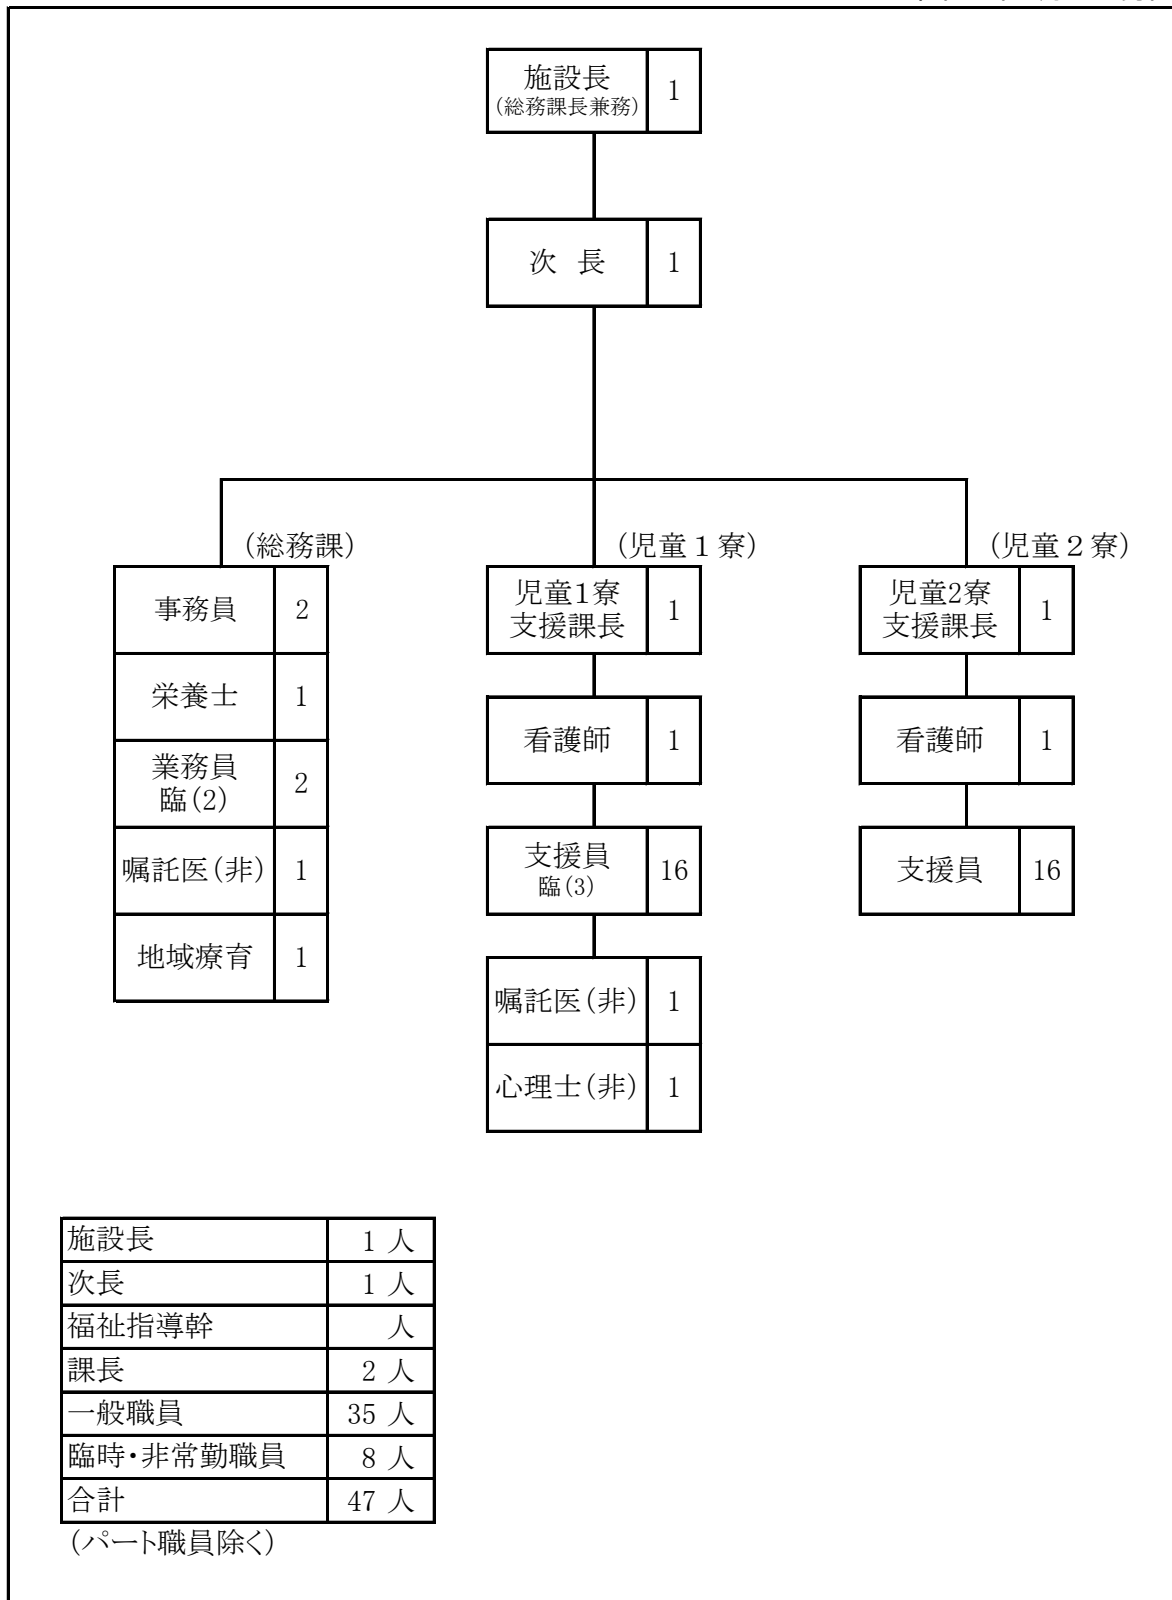 施設長 1
(総務課長兼務)
次 長 1
(総務課)
事務員 2
栄養士 1
業務員 2
臨(2)
嘱託医(非) 1
地域療育 1
(児童1寮)
児童1寮
支援課長 1
看護師 1
支援員 16
臨(3)
嘱託医(非) 1
心理士(非) 1
(児童2寮)
児童2寮
支援課長 1
看護師 1
支援員 16
施設長 1 人
次長 1 人
福祉指導幹 人
課長 2 人
一般職員 35 人
臨時・非常勤職員 8 人
合計 47 人
(パート職員除く)